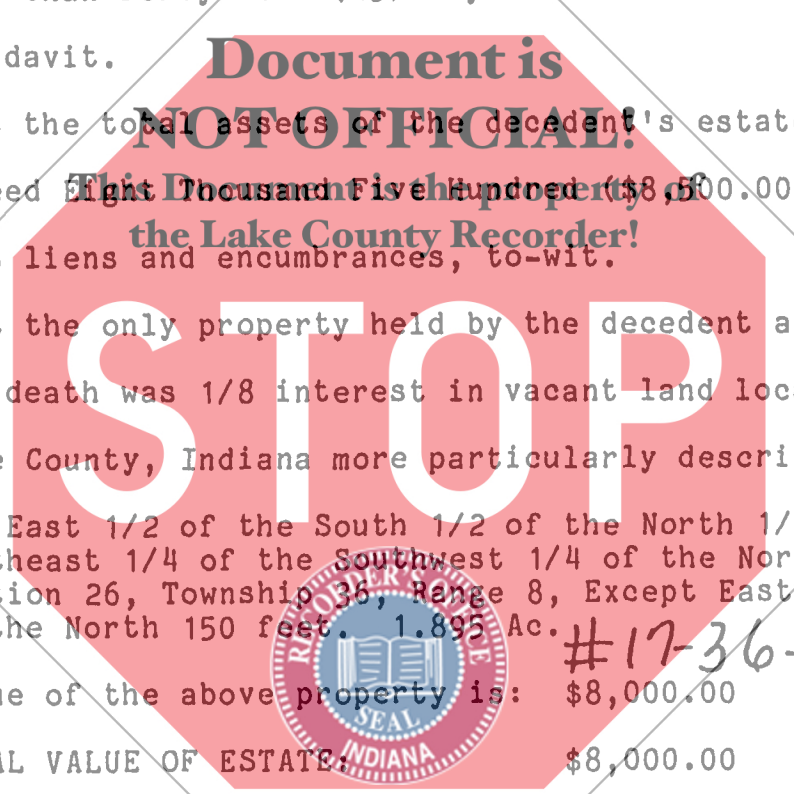 davit.
Document is
NOT OFFICIAL!
the total assets of the decedent's estat
This Document is the property of
eed Eight Thousand Five Hundred ($8,500.00
the Lake County Recorder!
liens and encumbrances, to-wit.
the only property held by the decedent a
death was 1/8 interest in vacant land loc
STOP
e County, Indiana more particularly descri
East 1/2 of the South 1/2 of the North 1/
heast 1/4 of the Southwest 1/4 of the Nor
ion 26, Township 36, Range 8, Except East
the North 150 feet. 1.895 Ac. #17-36-
ue of the above property is: $8,000.00
AL VALUE OF ESTATE: $8,000.00
RECORDER'S OFFICE
SEAL
INDIANA